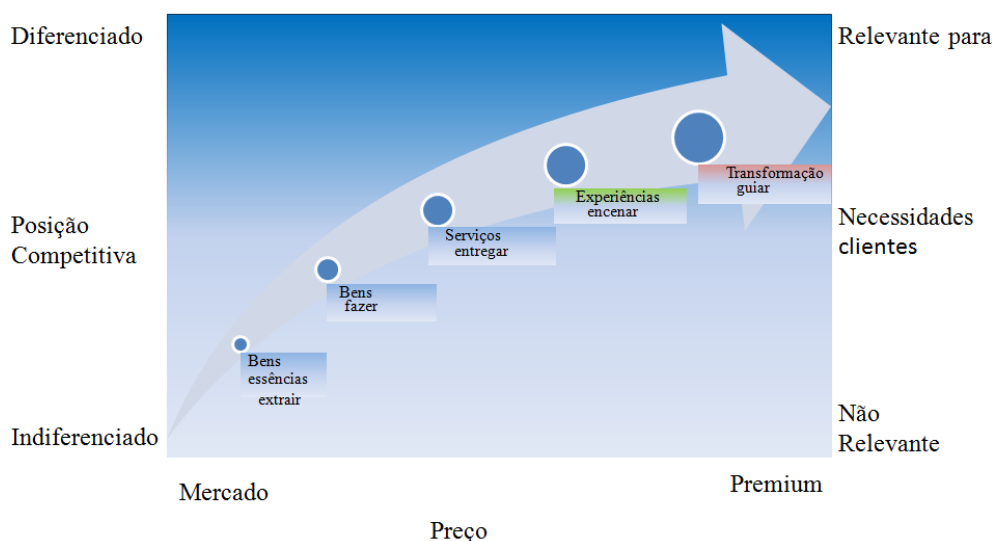 Diferenciado
Relevante para
Transformação
guiar
Experiências
encenar
Posição
Competitiva
Necessidades
clientes
Serviços
entregar
Bens
fazer
Bens
essências
extrair
Indiferenciado
Não
Relevante
Mercado
Premium
Preço